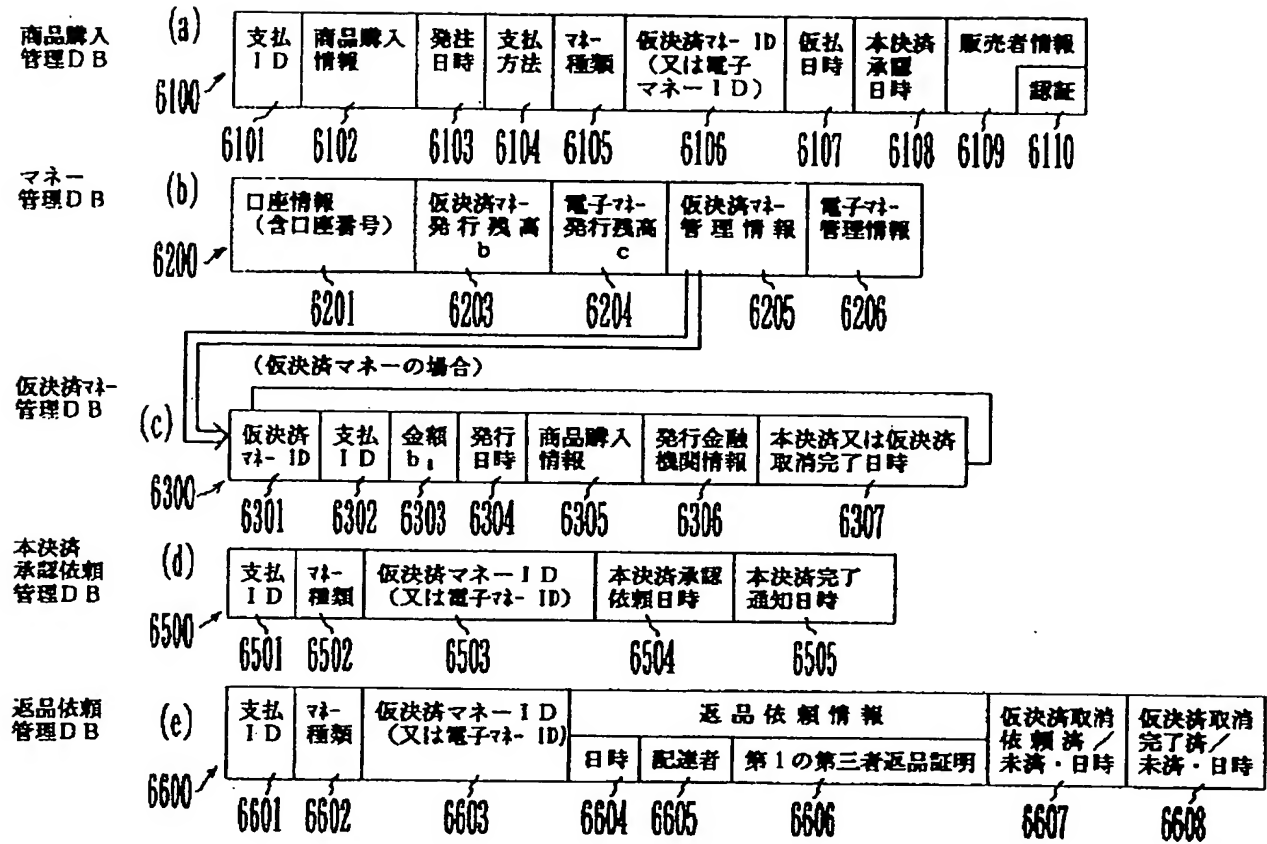 商品購入
管理DB
(a)
6100
支払
ID
商品購入
情報
発注
日時
支払
方法
ﾏﾈｰ
種類
仮決済ﾏﾈｰ ID
(又は電子
マネーID)
仮払
日時
本決済
承認
日時
販売者情報
認証
6101 6102 6103 6104 6105 6106 6107 6108 6109 6110
マネー
管理DB
(b)
6200
口座情報
(含口座番号)
仮決済ﾏﾈｰ
発行残高
b
電子ﾏﾈｰ
発行残高
c
仮決済ﾏﾈｰ
管理情報
電子ﾏﾈｰ
管理情報
6201 6203 6204 6205 6206
(仮決済マネーの場合)
仮決済ﾏﾈｰ
管理DB
(c)
6300
仮決済
ﾏﾈｰ ID
支払
ID
金額
b₁
発行
日時
商品購入
情報
発行金融
機関情報
本決済又は仮決済
取消完了日時
6301 6302 6303 6304 6305 6306 6307
本決済
承認依頼
管理DB
(d)
6500
支払
ID
ﾏﾈｰ
種類
仮決済マネーID
(又は電子ﾏﾈｰ ID)
本決済承認
依頼日時
本決済完了
通知日時
6501 6502 6503 6504 6505
返品依頼
管理DB
(e)
6600
支払
ID
ﾏﾈｰ
種類
仮決済マネーID
(又は電子ﾏﾈｰ ID)
返品依頼情報
日時
配達者
第1の第三者返品証明
仮決済取消
依頼済/
未済・日時
仮決済取消
完了済/
未済・日時
6601 6602 6603 6604 6605 6606 6607 6608